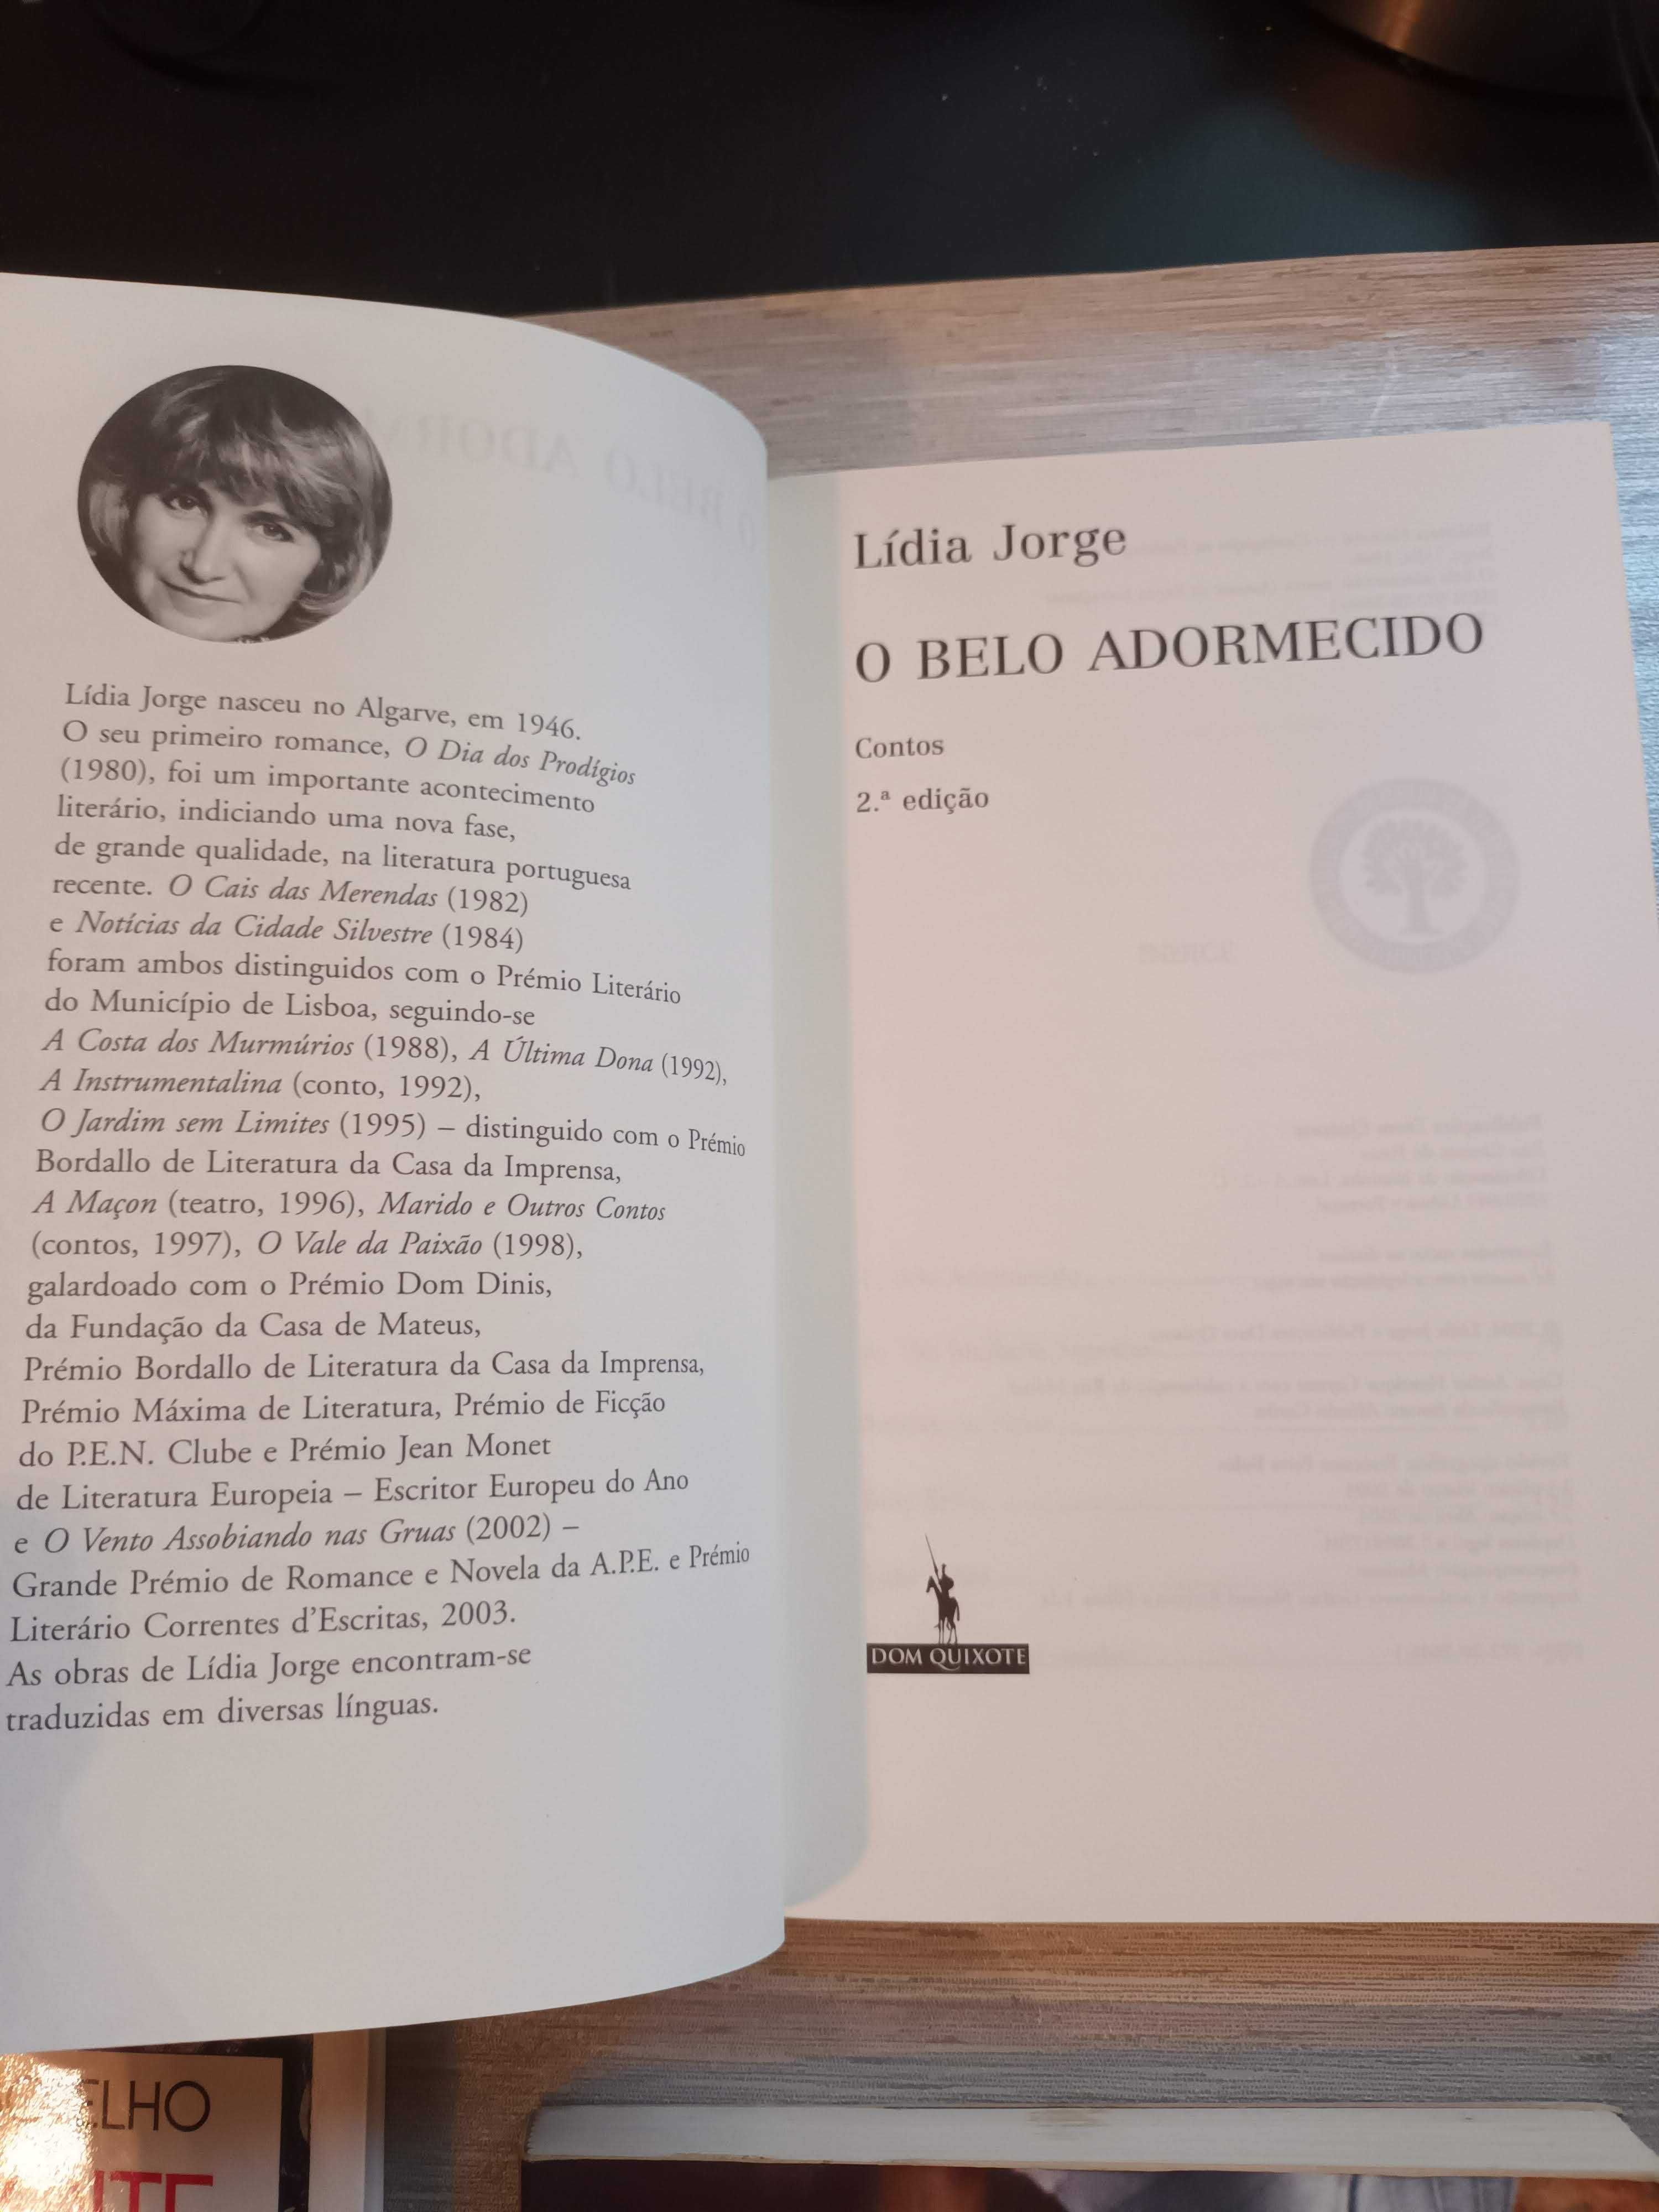 Lídia Jorge nasceu no Algarve, em 1946.
O seu primeiro romance, O Dia dos Prodígios
(1980), foi um importante acontecimento
literário, indiciando uma nova fase,
de grande qualidade, na literatura portuguesa
recente. O Cais das Merendas (1982)
e Notícias da Cidade Silvestre (1984)
foram ambos distinguidos com o Prémio Literário
do Município de Lisboa, seguindo-se
A Costa dos Murmúrios (1988), A Última Dona (1992),
A Instrumentalina (conto, 1992),
O Jardim sem Limites (1995) – distinguido com o Prémio
Bordallo de Literatura da Casa da Imprensa,
A Maçon (teatro, 1996), Marido e Outros Contos
(contos, 1997), O Vale da Paixão (1998),
galardoado com o Prémio Dom Dinis,
da Fundação da Casa de Mateus,
Prémio Bordallo de Literatura da Casa da Imprensa,
Prémio Máxima de Literatura, Prémio de Ficção
do P.E.N. Clube e Prémio Jean Monet
de Literatura Europeia – Escritor Europeu do Ano
e O Vento Assobiando nas Gruas (2002) –
Grande Prémio de Romance e Novela da A.P.E. e Prémio
Literário Correntes d'Escritas, 2003.
As obras de Lídia Jorge encontram-se
traduzidas em diversas línguas.
Lídia Jorge
O BELO ADORMECIDO
Contos
2.ª edição
DOM QUIXOTE